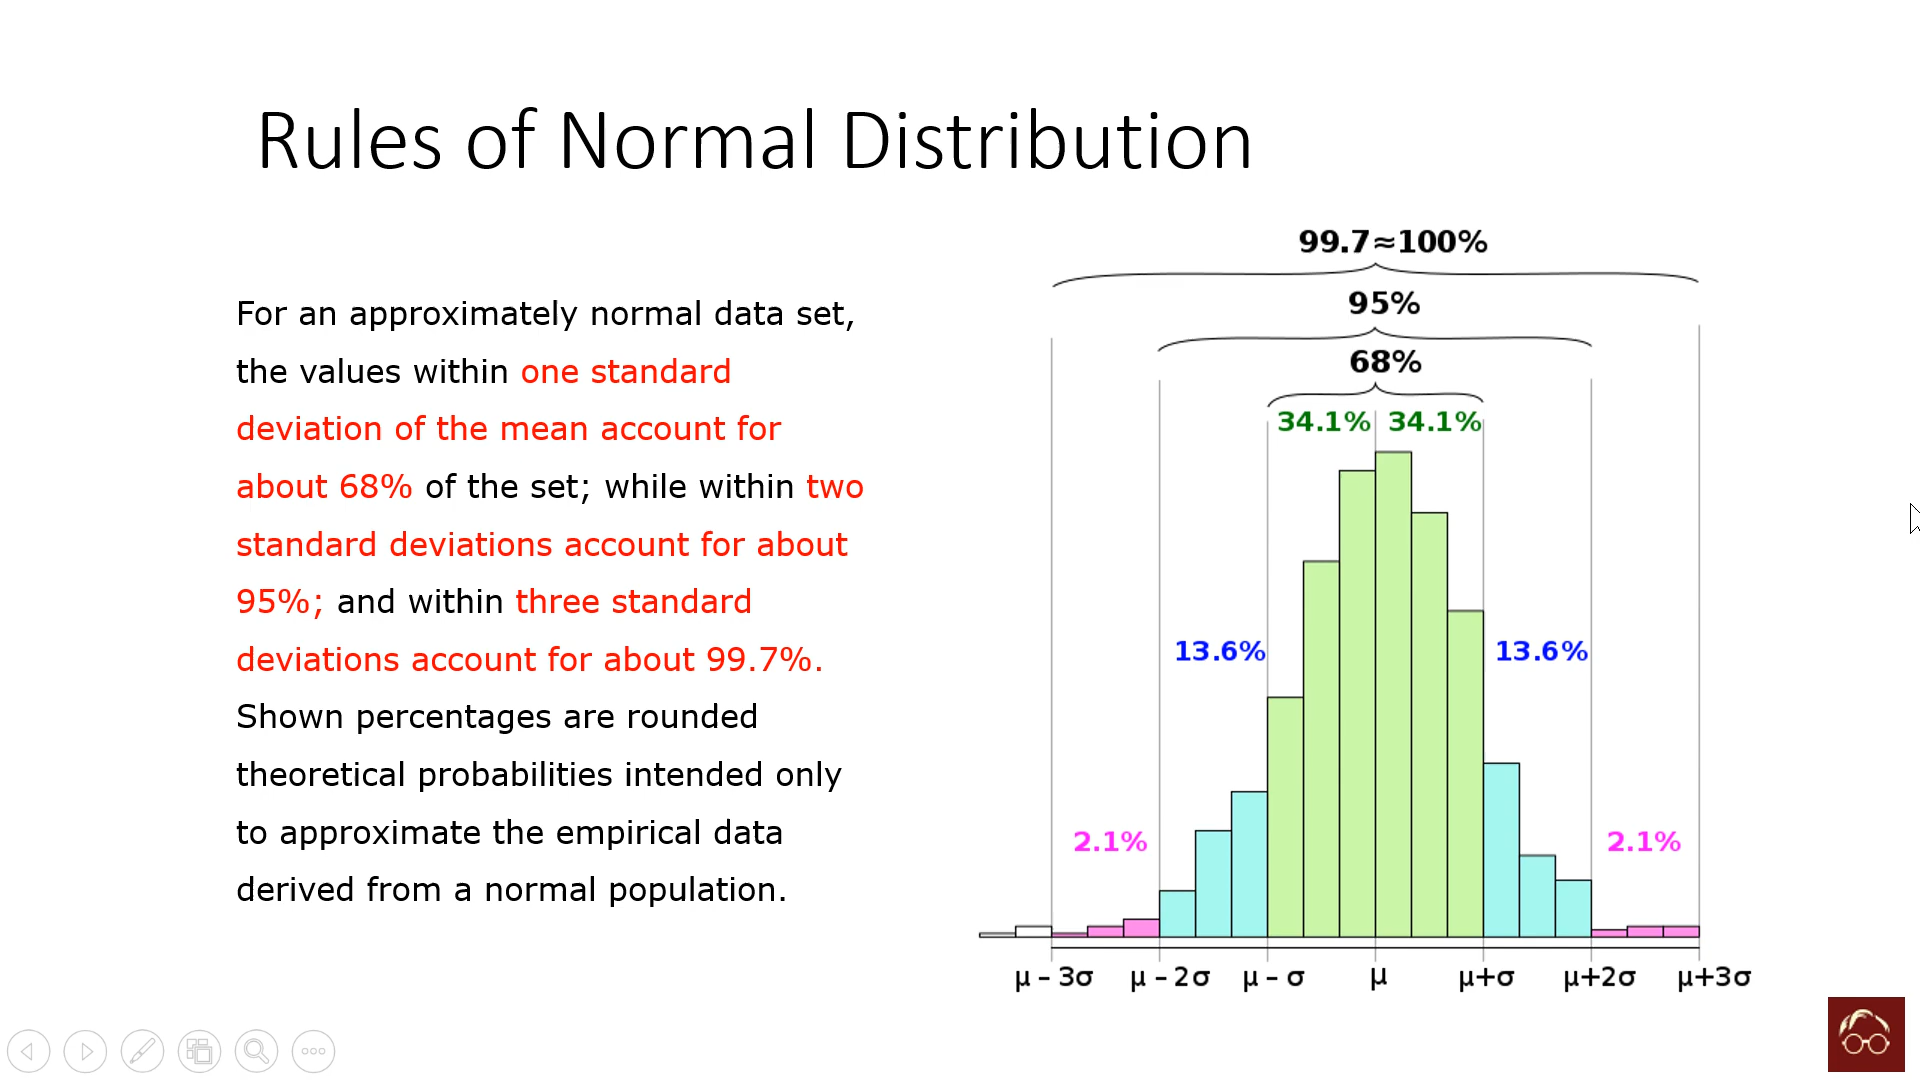 Rules of Normal Distribution
For an approximately normal data set,
the values within one standard
deviation of the mean account for
about 68% of the set; while within two
standard deviations account for about
95%; and within three standard
deviations account for about 99.7%.
Shown percentages are rounded
theoretical probabilities intended only
to approximate the empirical data
derived from a normal population.
99.7≈100%
95%
68%
34.1% 34.1%
13.6% 13.6%
2.1% 2.1%
μ – 3σ μ – 2σ μ – σ μ μ+σ μ+2σ μ+3σ